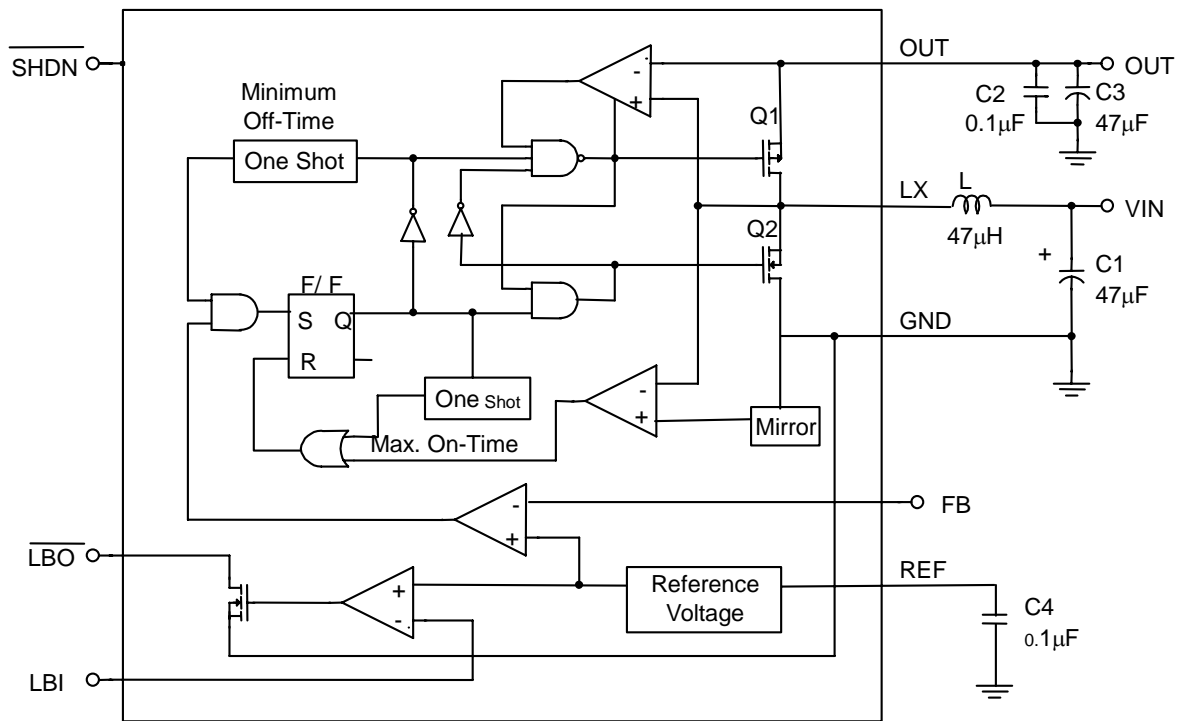 SHDN
OUT
OUT
Minimum
Off-Time
One Shot
-
+
Q1
C2
0.1μF
C3
47μF
LX
L
47μH
VIN
Q2
F/ F
S
Q
R
+
C1
47μF
GND
One Shot
Max. On-Time
-
+
Mirror
-
+
FB
LBO
+
-
Reference
Voltage
REF
C4
0.1μF
LBI